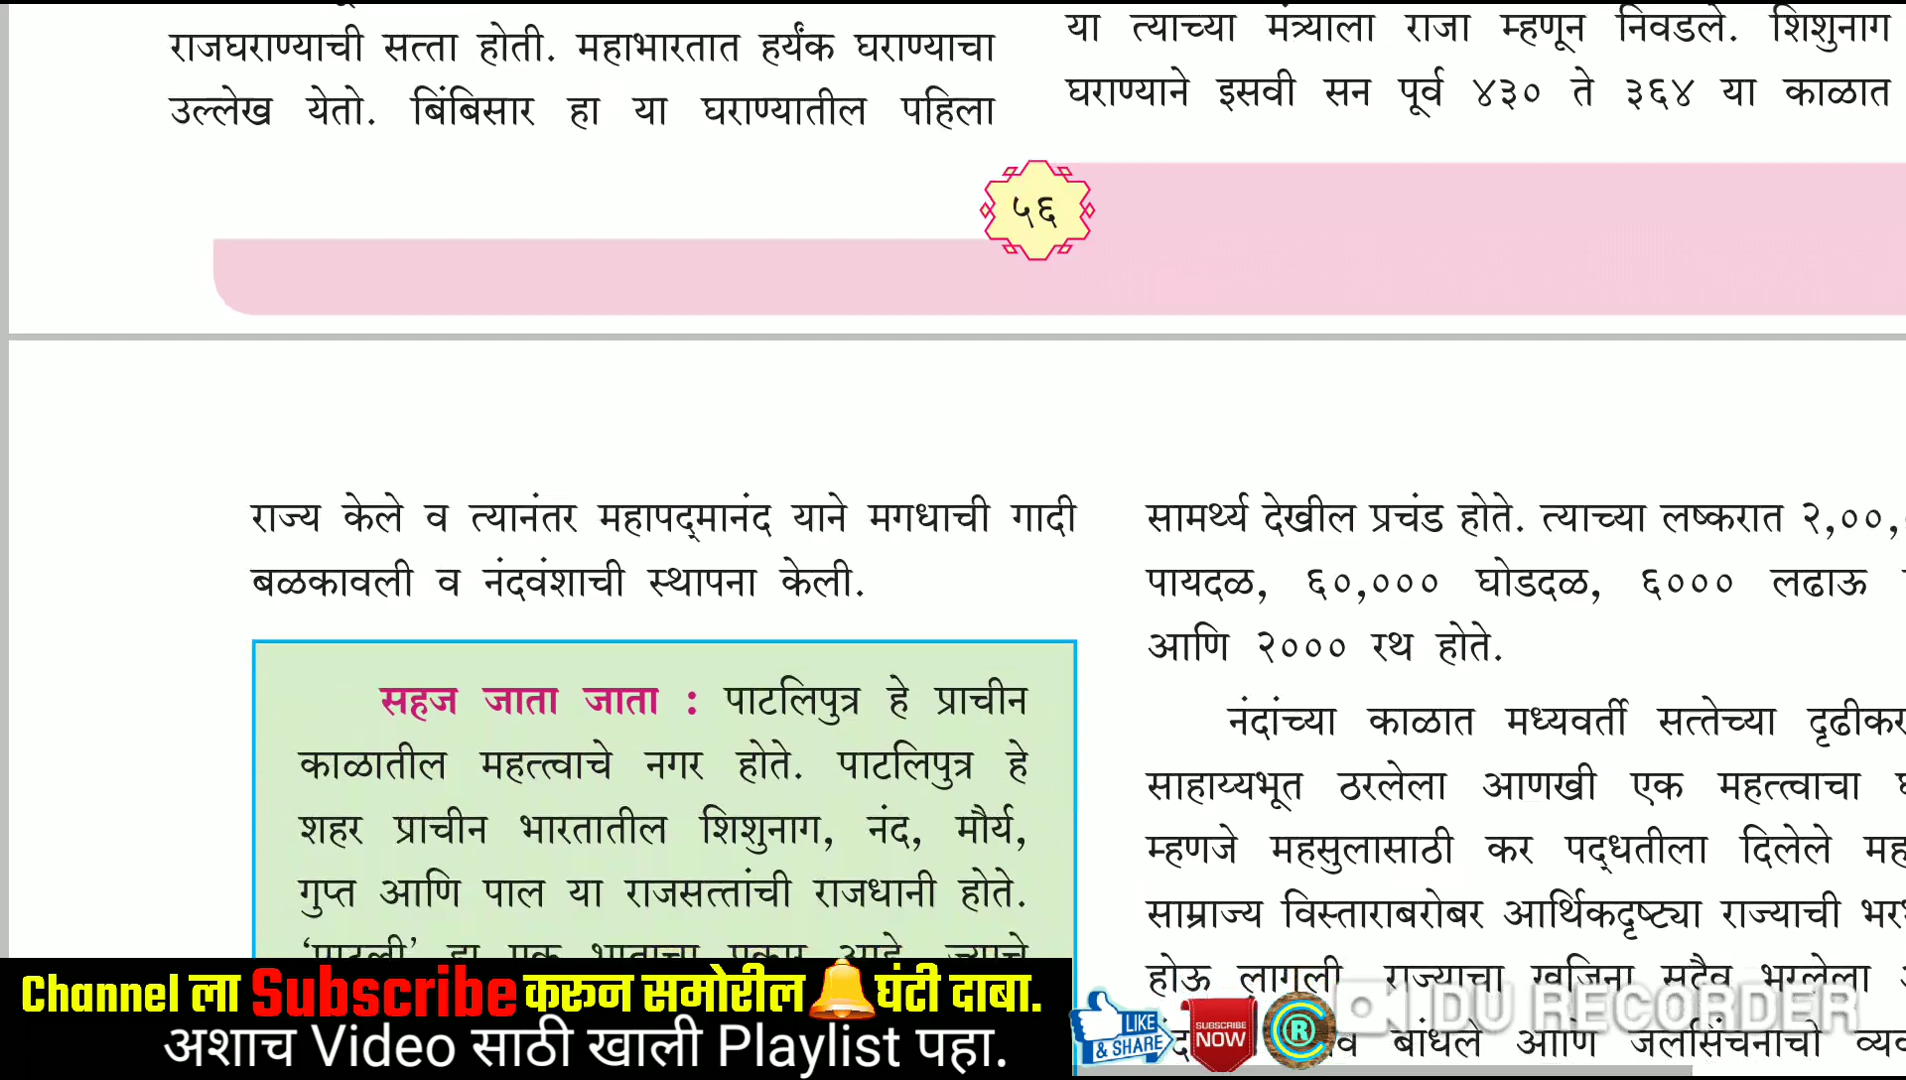 राजघराण्याची सत्ता होती. महाभारतात हर्यंक घराण्याचा
उल्लेख येतो. बिंबिसार हा या घराण्यातील पहिला
या त्याच्या मंत्र्याला राजा म्हणून निवडले. शिशुनाग
घराण्याने इसवी सन पूर्व ४३० ते ३६४ या काळात
५६
राज्य केले व त्यानंतर महापद्मानंद याने मगधाची गादी
बळकावली व नंदवंशाची स्थापना केली.
सहज जाता जाता : पाटलिपुत्र हे प्राचीन
काळातील महत्त्वाचे नगर होते. पाटलिपुत्र हे
शहर प्राचीन भारतातील शिशुनाग, नंद, मौर्य,
गुप्त आणि पाल या राजसत्तांची राजधानी होते.
सामर्थ्य देखील प्रचंड होते. त्याच्या लष्करात २,००,
पायदळ, ६०,००० घोडदळ, ६००० लढाऊ
आणि २००० रथ होते.
नंदांच्या काळात मध्यवर्ती सत्तेच्या दृढीकर
साहाय्यभूत ठरलेला आणखी एक महत्त्वाचा
म्हणजे महसुलासाठी कर पद्धतीला दिलेले मह
साम्राज्य विस्ताराबरोबर आर्थिकदृष्ट्या राज्याची भर
होऊ लागली राज्याचा खजिना सदैव भरलेला
बांधले आणि जलसिंचनाची व्यव
Channel ला Subscribe करून समोरील घंटी दाबा.
अशाच Video साठी खाली Playlist पहा.
LIKE
& SHARE
SUBSCRIBE
NOW
®
DU RECORDER